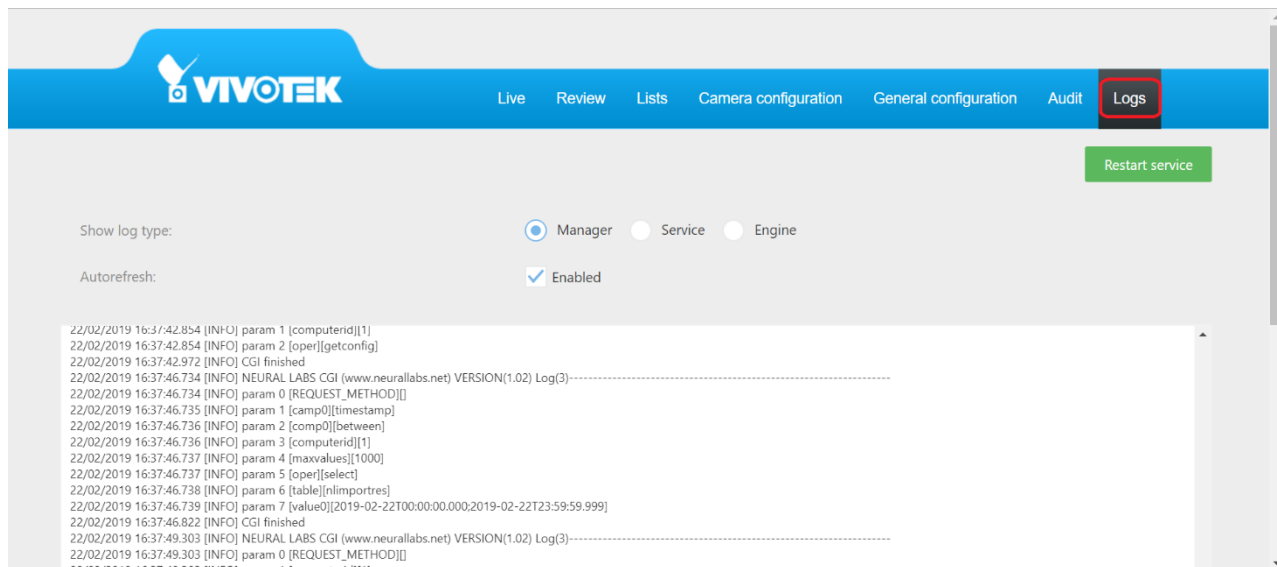 VIVOTEK
Live Review Lists Camera configuration General configuration Audit Logs
Restart service
Show log type: Manager Service Engine
Autorefresh: Enabled
22/02/2019 16:37:42.854 [INFO] param 1 [computerid][1]
22/02/2019 16:37:42.854 [INFO] param 2 [oper][getconfig]
22/02/2019 16:37:42.972 [INFO] CGI finished
22/02/2019 16:37:46.734 [INFO] NEURAL LABS CGI (www.neurallabs.net) VERSION(1.02) Log(3)--------------------------------------------------------------------------------
22/02/2019 16:37:46.734 [INFO] param 0 [REQUEST_METHOD][]
22/02/2019 16:37:46.735 [INFO] param 1 [camp0][timestamp]
22/02/2019 16:37:46.736 [INFO] param 2 [comp0][between]
22/02/2019 16:37:46.736 [INFO] param 3 [computerid][1]
22/02/2019 16:37:46.737 [INFO] param 4 [maxvalues][1000]
22/02/2019 16:37:46.737 [INFO] param 5 [oper][select]
22/02/2019 16:37:46.738 [INFO] param 6 [table][nlimportres]
22/02/2019 16:37:46.739 [INFO] param 7 [value0][2019-02-22T00:00:00.000;2019-02-22T23:59:59.999]
22/02/2019 16:37:46.822 [INFO] CGI finished
22/02/2019 16:37:49.303 [INFO] NEURAL LABS CGI (www.neurallabs.net) VERSION(1.02) Log(3)--------------------------------------------------------------------------------
22/02/2019 16:37:49.303 [INFO] param 0 [REQUEST_METHOD][]